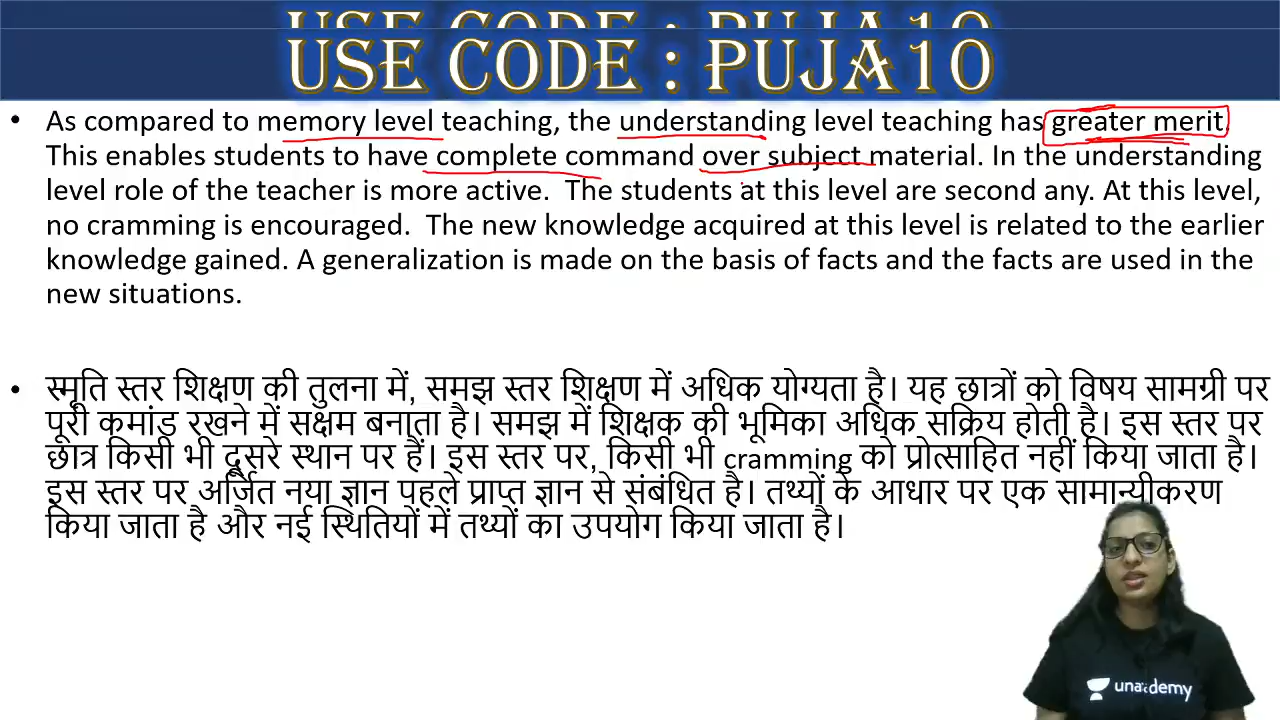 USE CODE : PUJA10
USE CODE : PUJA10
• As compared to memory level teaching, the understanding level teaching has greater merit.
This enables students to have complete command over subject material. In the understanding
level role of the teacher is more active. The students at this level are second any. At this level,
no cramming is encouraged. The new knowledge acquired at this level is related to the earlier
knowledge gained. A generalization is made on the basis of facts and the facts are used in the
new situations.
• स्मृति स्तर शिक्षण की तुलना में, समझ स्तर शिक्षण में अधिक योग्यता है। यह छात्रों को विषय सामग्री पर
पूरी कमांड रखने में सक्षम बनाता है। समझ में शिक्षक की भूमिका अधिक सक्रिय होती है। इस स्तर पर
छात्र किसी भी दूसरे स्थान पर हैं। इस स्तर पर, किसी भी cramming को प्रोत्साहित नहीं किया जाता है।
इस स्तर पर अर्जित नया ज्ञान पहले प्राप्त ज्ञान से संबंधित है। तथ्यों के आधार पर एक सामान्यीकरण
किया जाता है और नई स्थितियों में तथ्यों का उपयोग किया जाता है।
unacademy